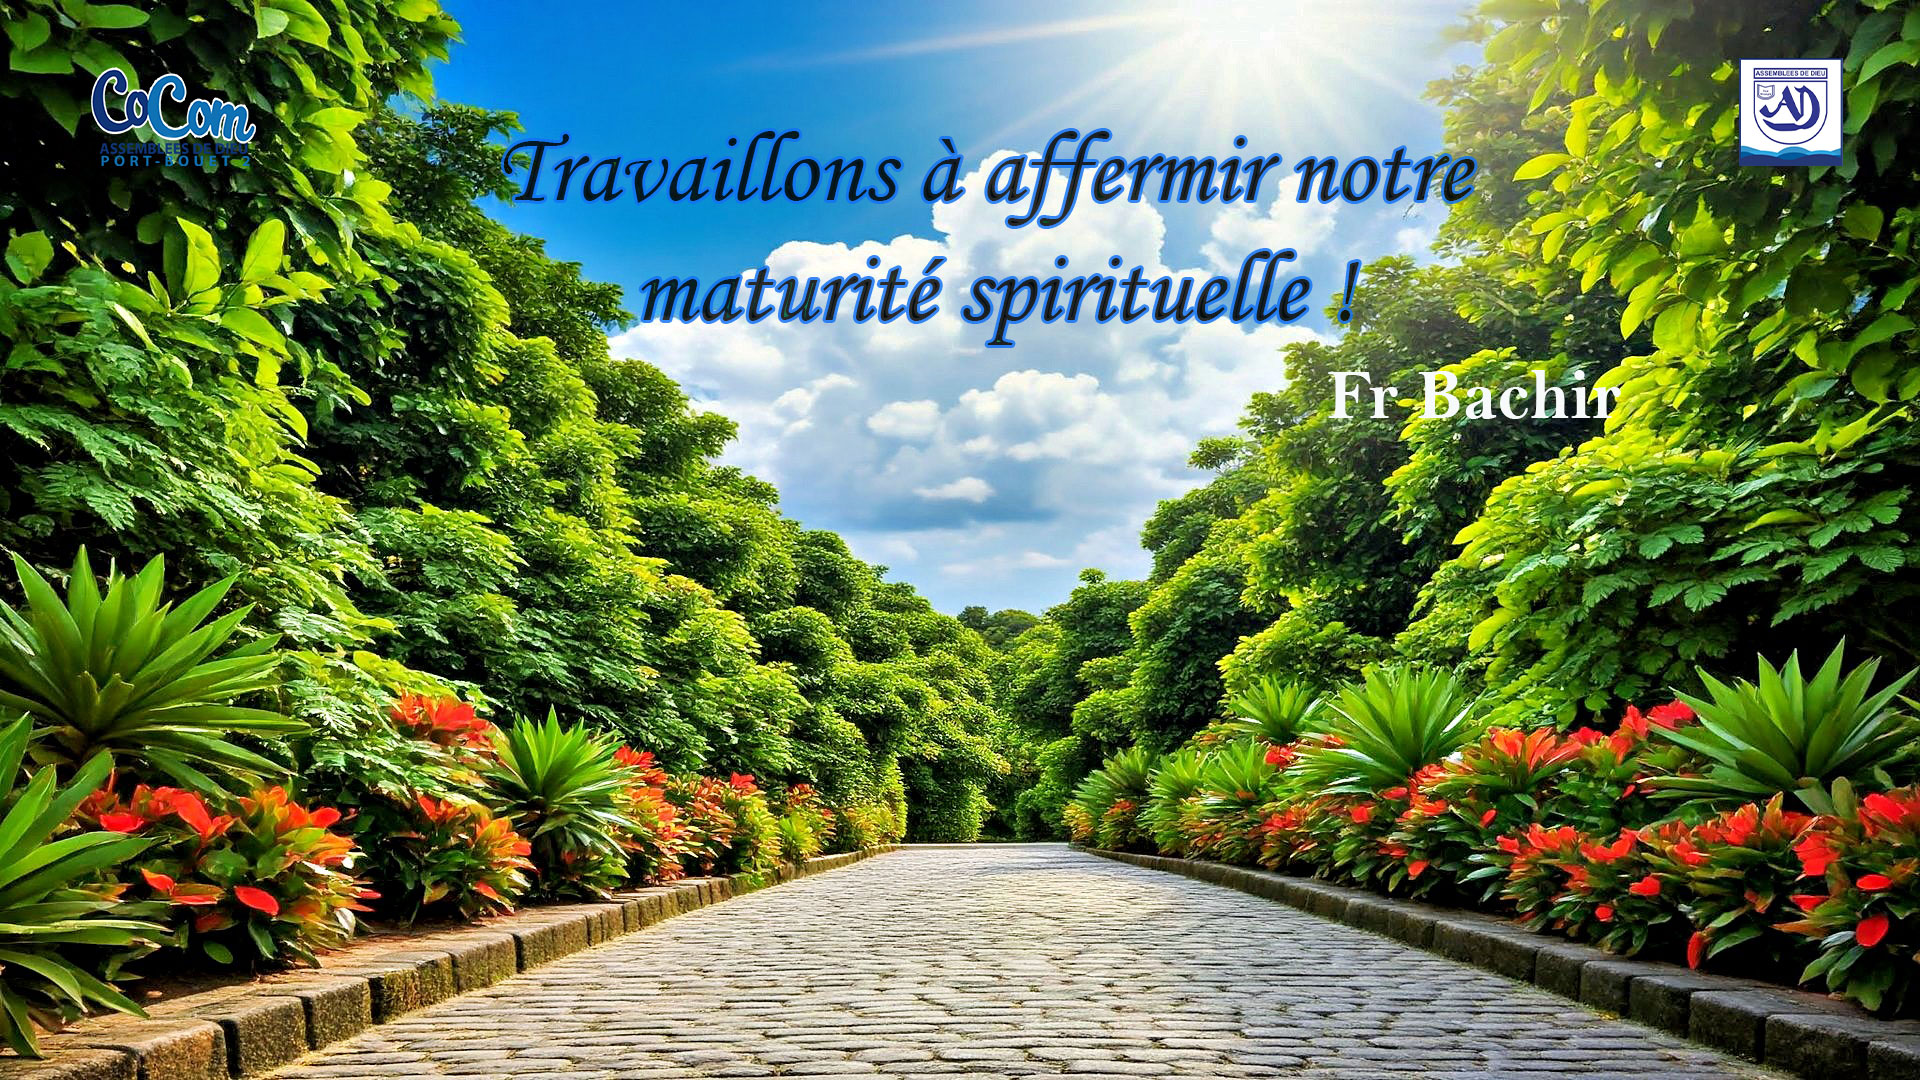 CoCom
ASSEMBLEES DE DIEU
PORT-BOUET 2
ASSEMBLEES DE DIEU
AD
Travaillons à affermir notre
maturité spirituelle !
Fr Bachir